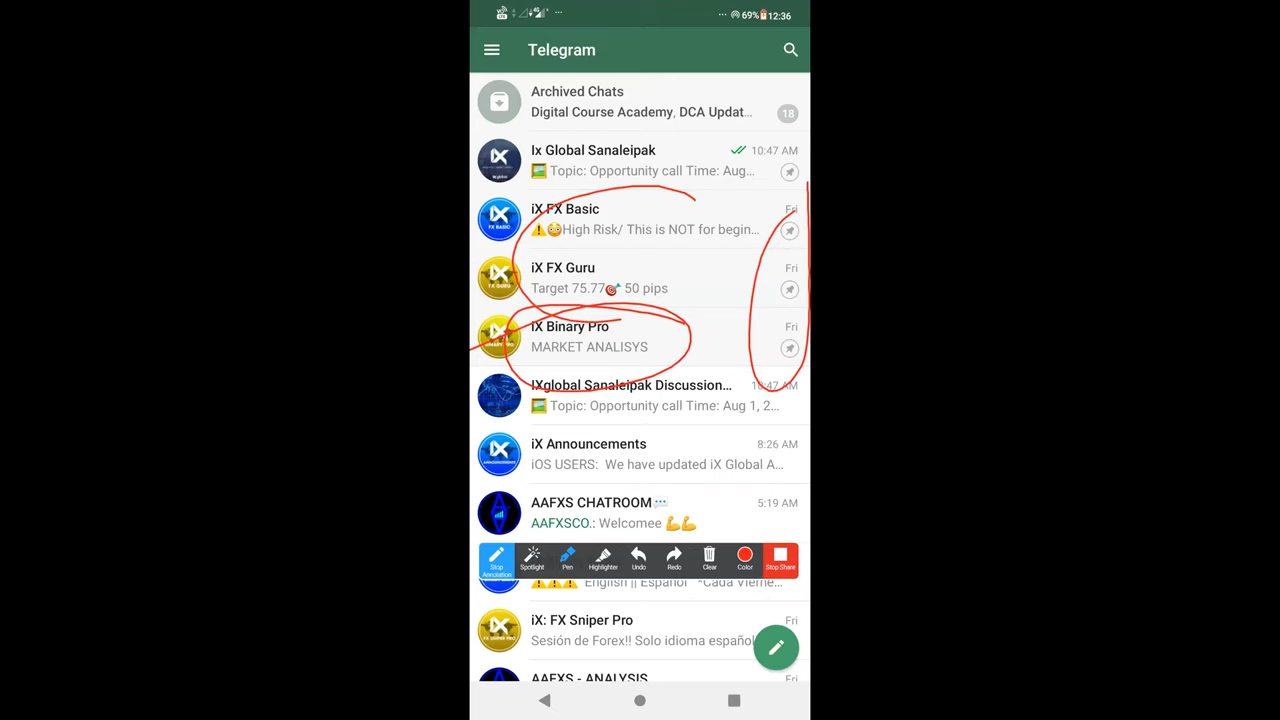 VO
LTE
4G
69%
12:36
Telegram
Archived Chats
Digital Course Academy, DCA Updat...
18
Ix Global Sanaleipak
10:47 AM
Topic: Opportunity call Time: Aug...
iX FX Basic
Fri
⚠️😳High Risk/ This is NOT for begin...
iX FX Guru
Fri
Target 75.77🎯 50 pips
iX Binary Pro
Fri
MARKET ANALISYS
IXglobal Sanaleipak Discussion...
10:47 AM
Topic: Opportunity call Time: Aug 1, 2...
iX Announcements
8:26 AM
iOS USERS: We have updated iX Global A...
AAFXS CHATROOM💬
5:19 AM
AAFXSCO.: Welcomee 💪💪
Stop Annotation
Spotlight
Pen
Highlighter
Undo
Redo
Clear
Color
Stop Share
⚠️⚠️⚠️ English || Español *Cada Vierne...
iX: FX Sniper Pro
Fri
Sesión de Forex!! Solo idioma español
AAFXS - ANALYSIS
Fri